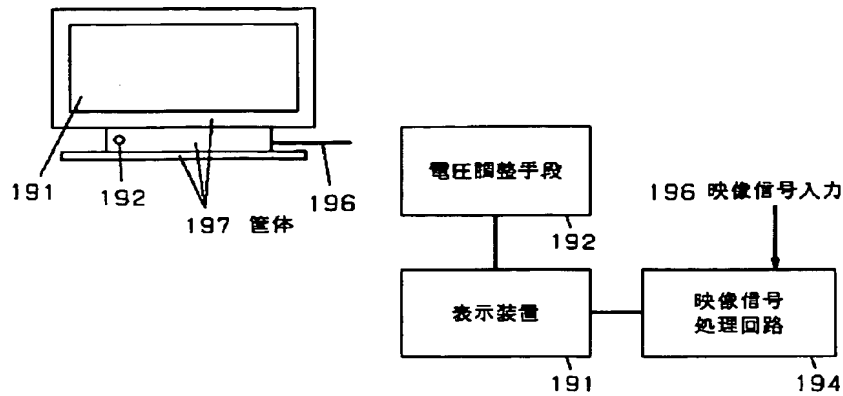 191
192
197 筐体
196
電圧調整手段
192
196 映像信号入力
表示装置
191
映像信号
処理回路
194